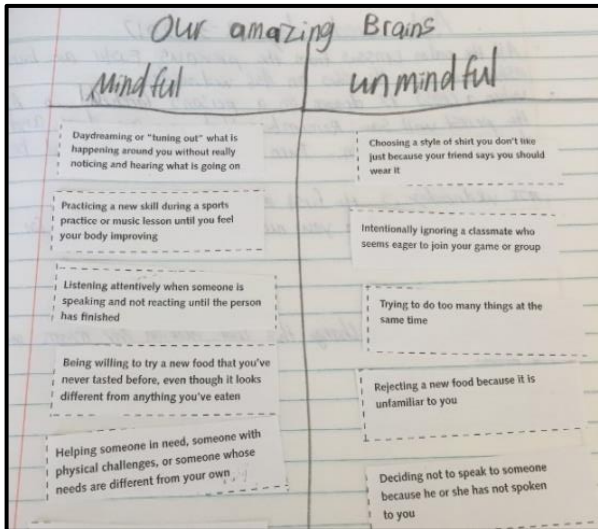 Our amazing Brains
Mindful
unmindful
Daydreaming or "tuning out" what is
happening around you without really
noticing and hearing what is going on
Practicing a new skill during a sports
practice or music lesson until you feel
your body improving
Listening attentively when someone is
speaking and not reacting until the person
has finished
Being willing to try a new food that you've
never tasted before, even though it looks
different from anything you've eaten
Helping someone in need, someone with
physical challenges, or someone whose
needs are different from your own
Choosing a style of shirt you don't like
just because your friend says you should
wear it
Intentionally ignoring a classmate who
seems eager to join your game or group
Trying to do too many things at the
same time
Rejecting a new food because it is
unfamiliar to you
Deciding not to speak to someone
because he or she has not spoken
to you